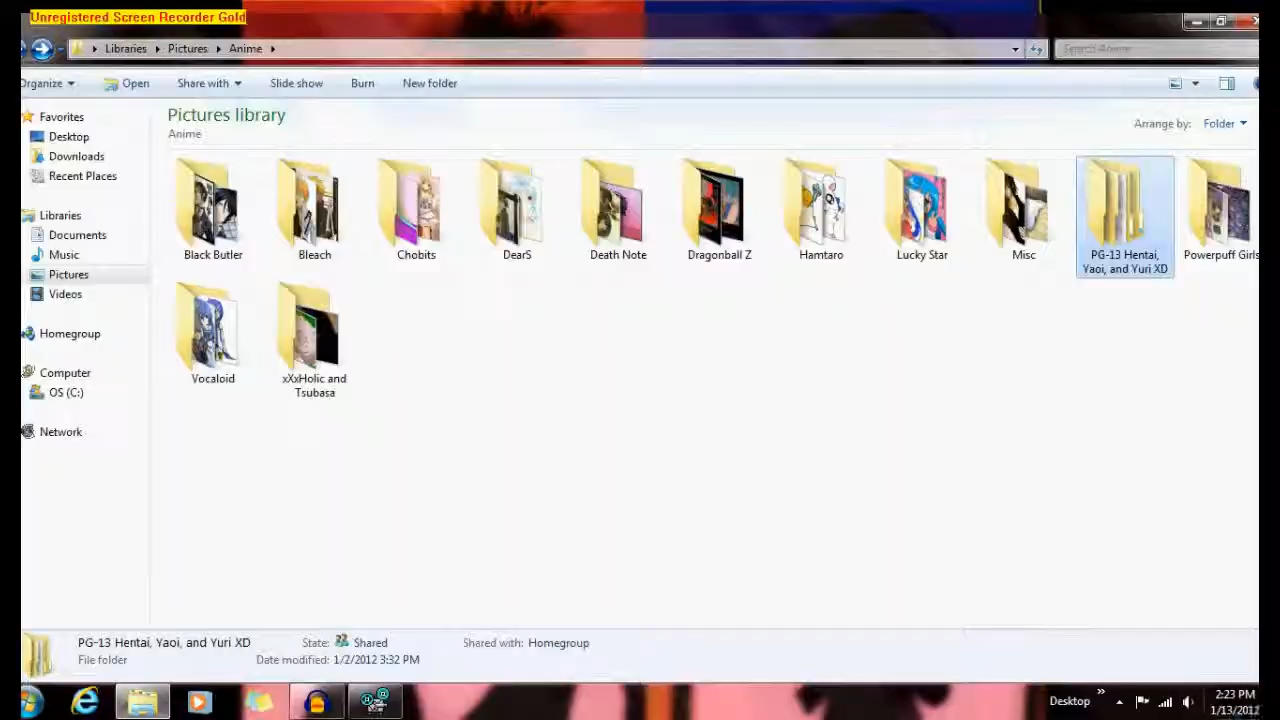 Unregistered Screen Recorder Gold
Libraries Pictures Anime
Search Anime
Organize Open Share with Slide show Burn New folder
Pictures library
Anime
Arrange by: Folder
Favorites
Desktop
Downloads
Recent Places
Libraries
Documents
Music
Pictures
Videos
Homegroup
Computer
OS (C:)
Network
Black Butler
Bleach
Chobits
DearS
Death Note
Dragonball Z
Hamtaro
Lucky Star
Misc
PG-13 Hentai,
Yaoi, and Yuri XD
Powerpuff Girls
Vocaloid
xXxHolic and
Tsubasa
PG-13 Hentai, Yaoi, and Yuri XD State: Shared Shared with: Homegroup
File folder Date modified: 1/2/2012 3:32 PM
Desktop
2:23 PM
1/13/2012